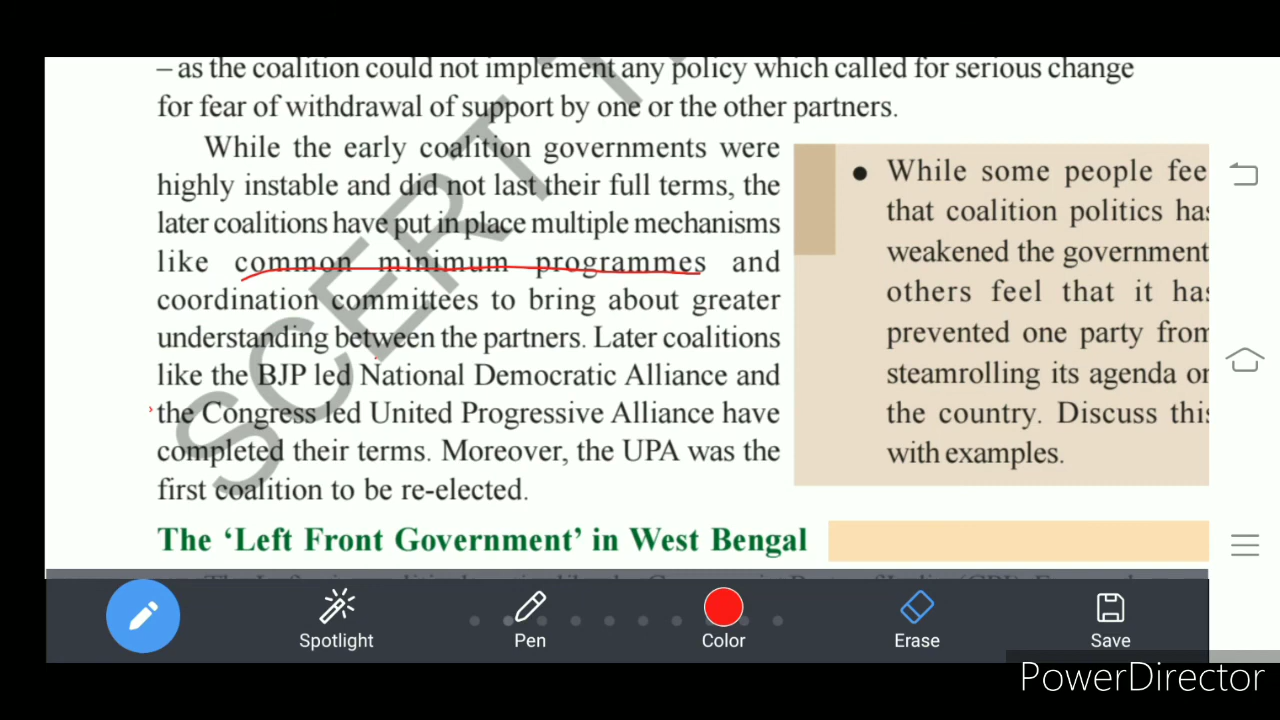 – as the coalition could not implement any policy which called for serious change
for fear of withdrawal of support by one or the other partners.
While the early coalition governments were
highly instable and did not last their full terms, the
later coalitions have put in place multiple mechanisms
like common minimum programmes and
coordination committees to bring about greater
understanding between the partners. Later coalitions
like the BJP led National Democratic Alliance and
the Congress led United Progressive Alliance have
completed their terms. Moreover, the UPA was the
first coalition to be re-elected.
● While some people fee
that coalition politics has
weakened the government
others feel that it has
prevented one party from
steamrolling its agenda on
the country. Discuss this
with examples.
SCERT T
The ‘Left Front Government’ in West Bengal
Spotlight
Pen
Color
Erase
Save
PowerDirector